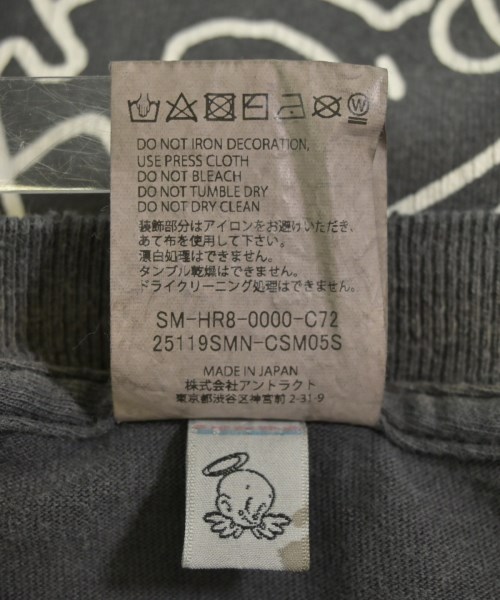 W
DO NOT IRON DECORATION,
USE PRESS CLOTH
DO NOT BLEACH
DO NOT TUMBLE DRY
DO NOT DRY CLEAN
装飾部分はアイロンをお避けいただき、
あて布を使用して下さい。
漂白処理はできません。
タンブル乾燥はできません。
ドライクリーニング処理はできません。
SM-HR8-0000-C72
25119SMN-CSM05S
MADE IN JAPAN
株式会社アントラクト
東京都渋谷区神宮前 2-31-9